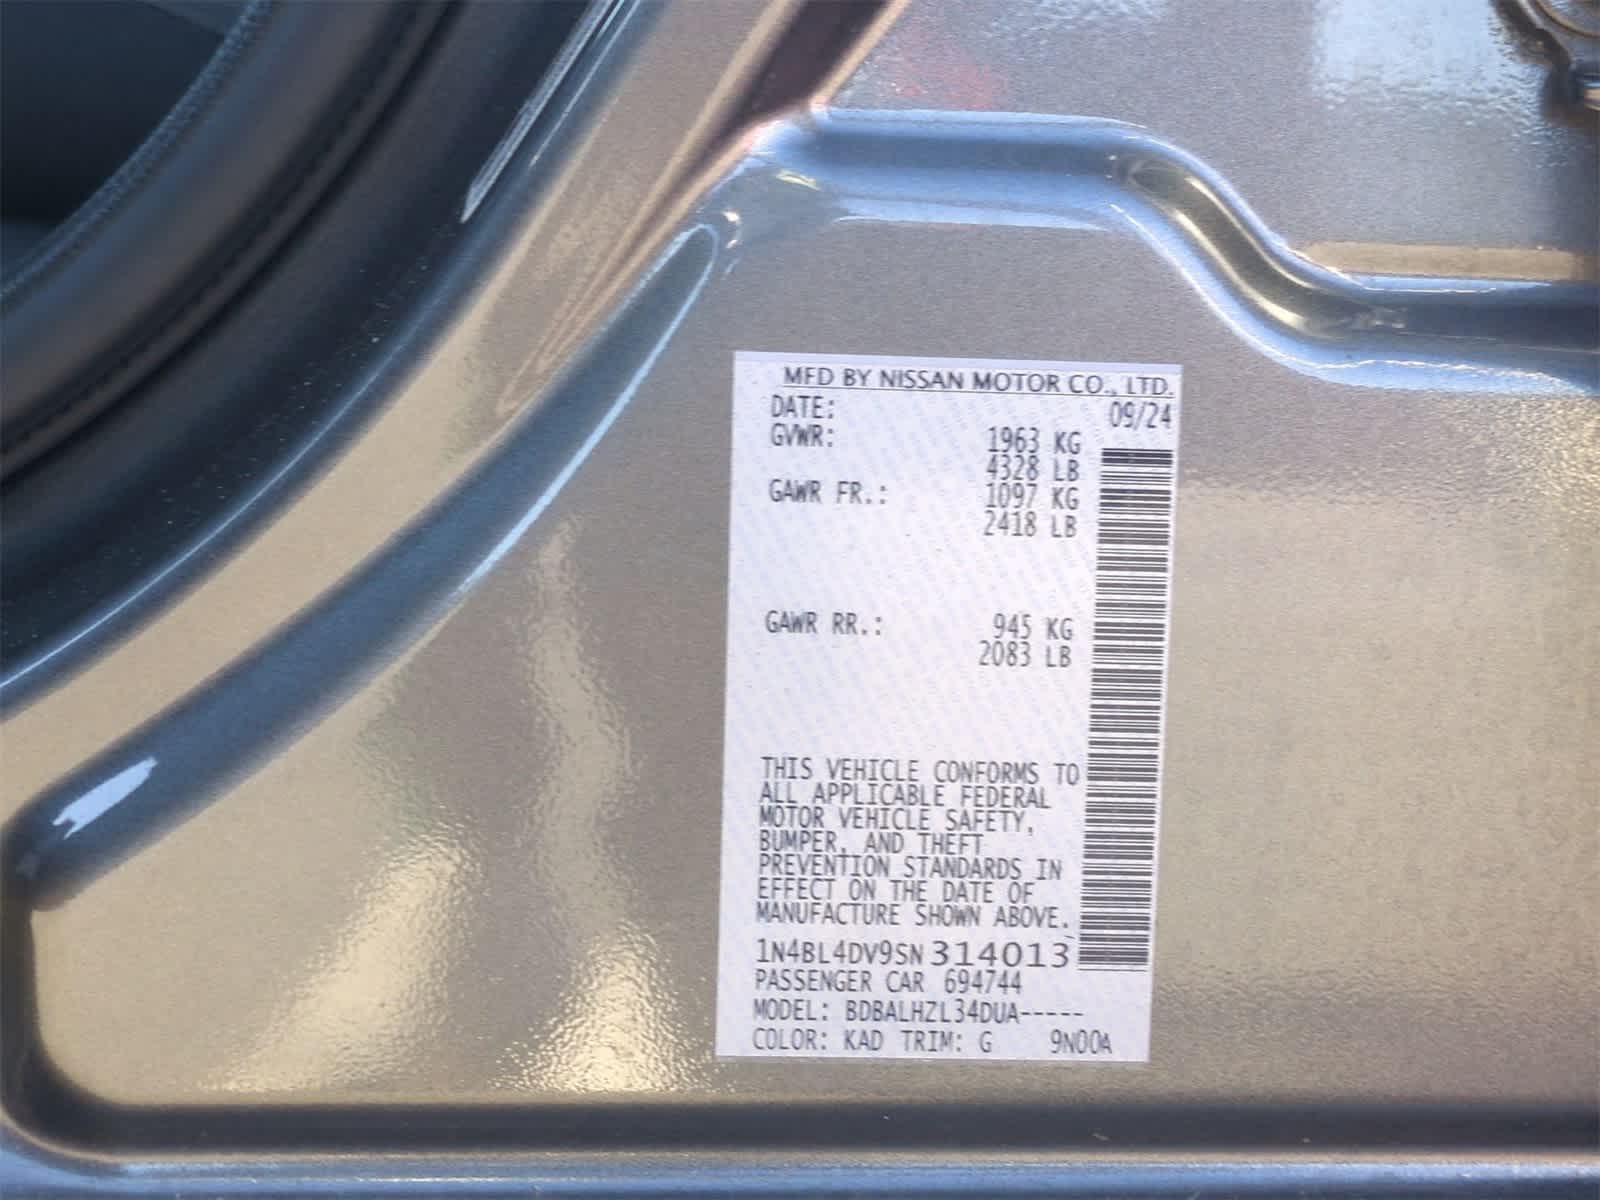 MFD BY NISSAN MOTOR CO., LTD.
DATE: 09/24
GVWR: 1963 KG
4328 LB
GAWR FR.: 1097 KG
2418 LB
GAWR RR.: 945 KG
2083 LB
THIS VEHICLE CONFORMS TO
ALL APPLICABLE FEDERAL
MOTOR VEHICLE SAFETY,
BUMPER, AND THEFT
PREVENTION STANDARDS IN
EFFECT ON THE DATE OF
MANUFACTURE SHOWN ABOVE.
1N4BL4DV9SN314013
PASSENGER CAR 694744
MODEL: BDBALHZL34DUA-----
COLOR: KAD TRIM: G 9N00A